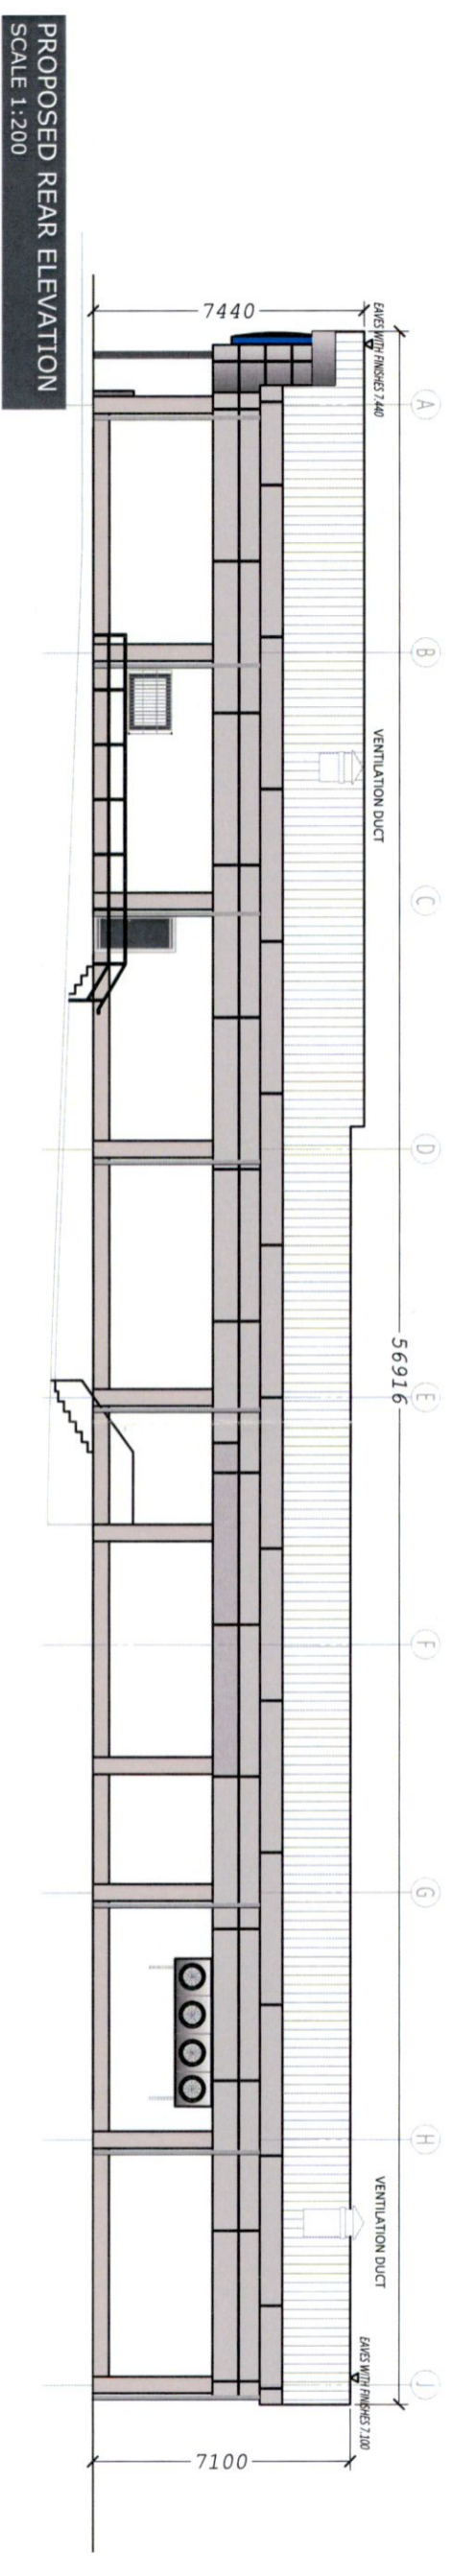 EAVES WITH FINISHES 7.440
A
B
C
D
E
F
G
H
J
56916
VENTILATION DUCT
VENTILATION DUCT
EAVES WITH FINISHES 7.100
7440
7100
PROPOSED REAR ELEVATION
SCALE 1:200